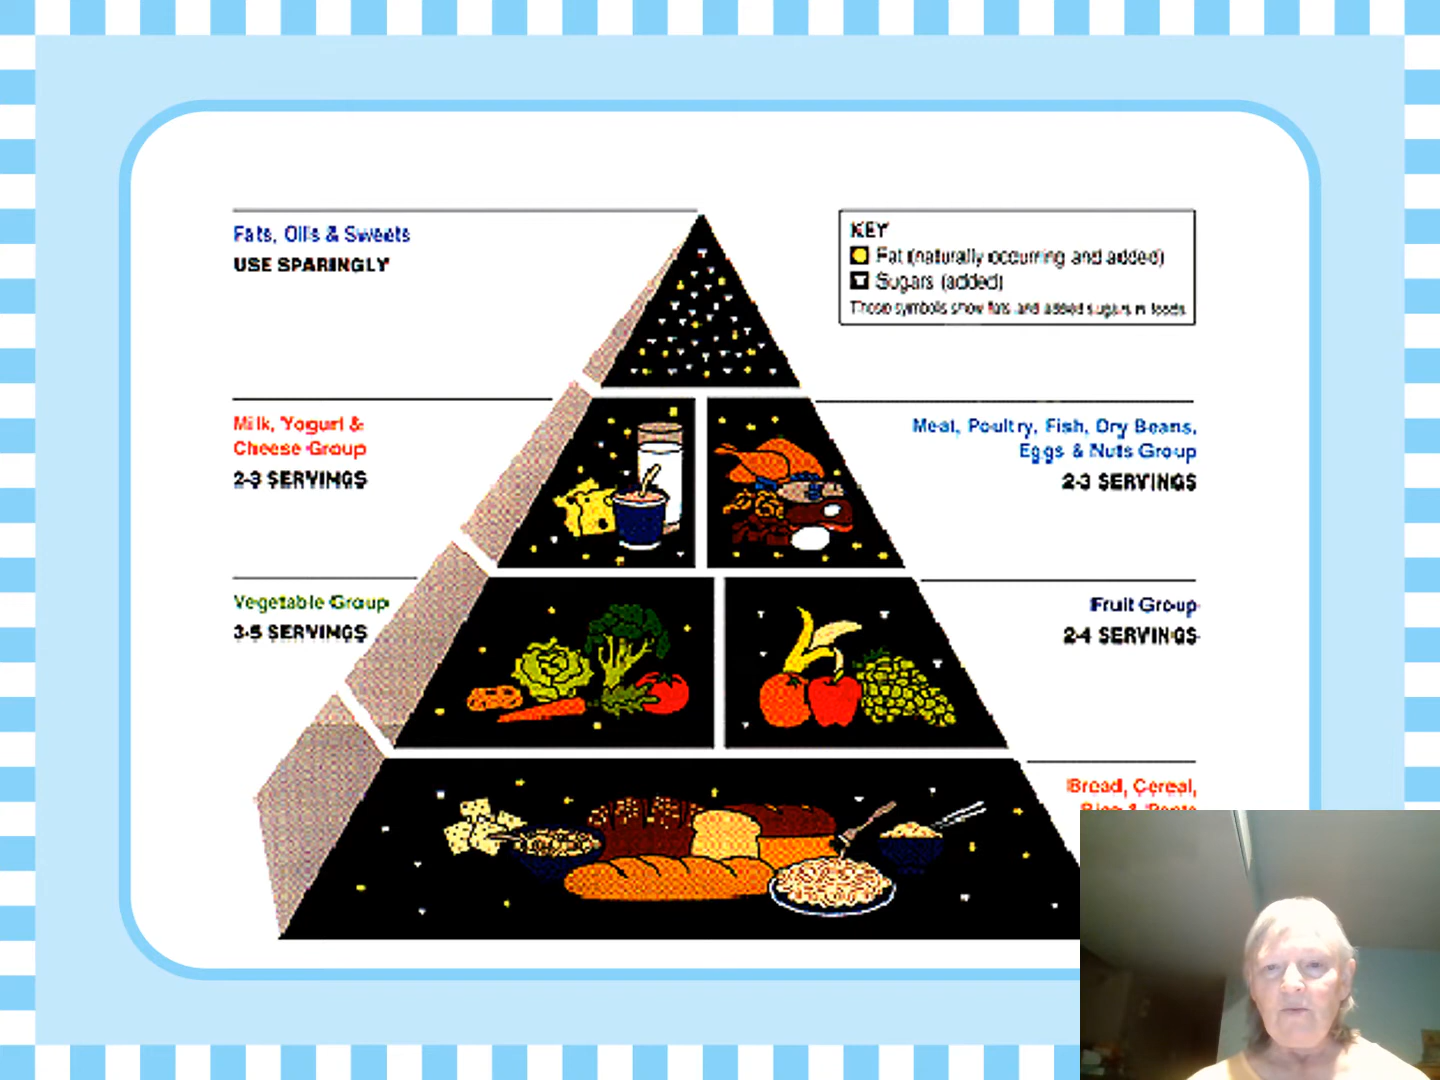 Fats, Oils & Sweets
USE SPARINGLY
KEY
Fat (naturally occurring and added)
Sugars (added)
These symbols show fats and added sugars in foods
Milk, Yogurt &
Cheese Group
2-3 SERVINGS
Meat, Poultry, Fish, Dry Beans,
Eggs & Nuts Group
2-3 SERVINGS
Vegetable Group
3-5 SERVINGS
Fruit Group
2-4 SERVINGS
Bread, Cereal,
Rice & Pasta